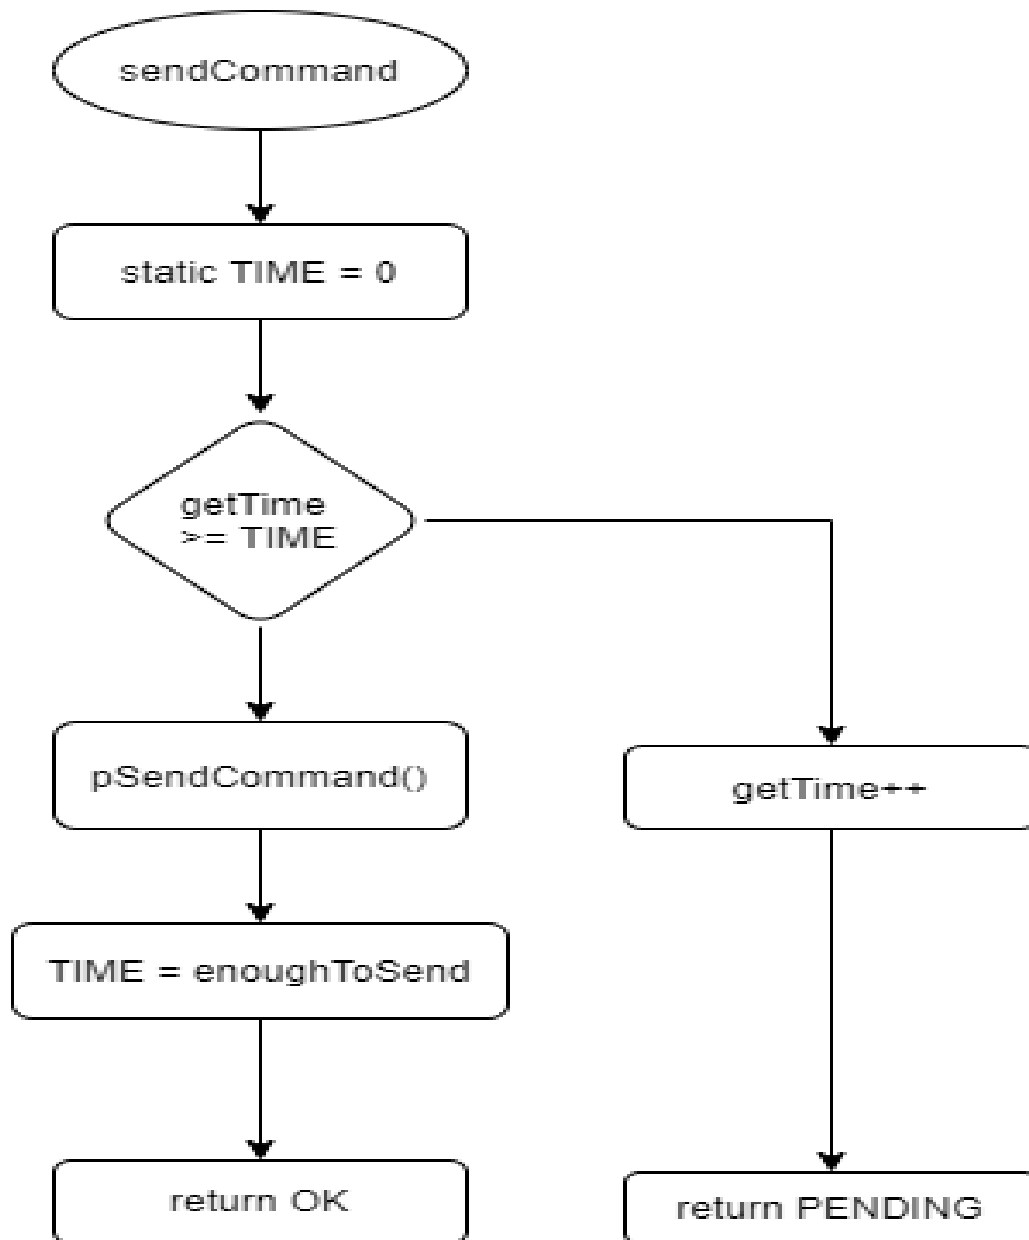 sendCommand
static TIME = 0
getTime
>= TIME
pSendCommand()
getTime++
TIME = enoughToSend
return OK
return PENDING